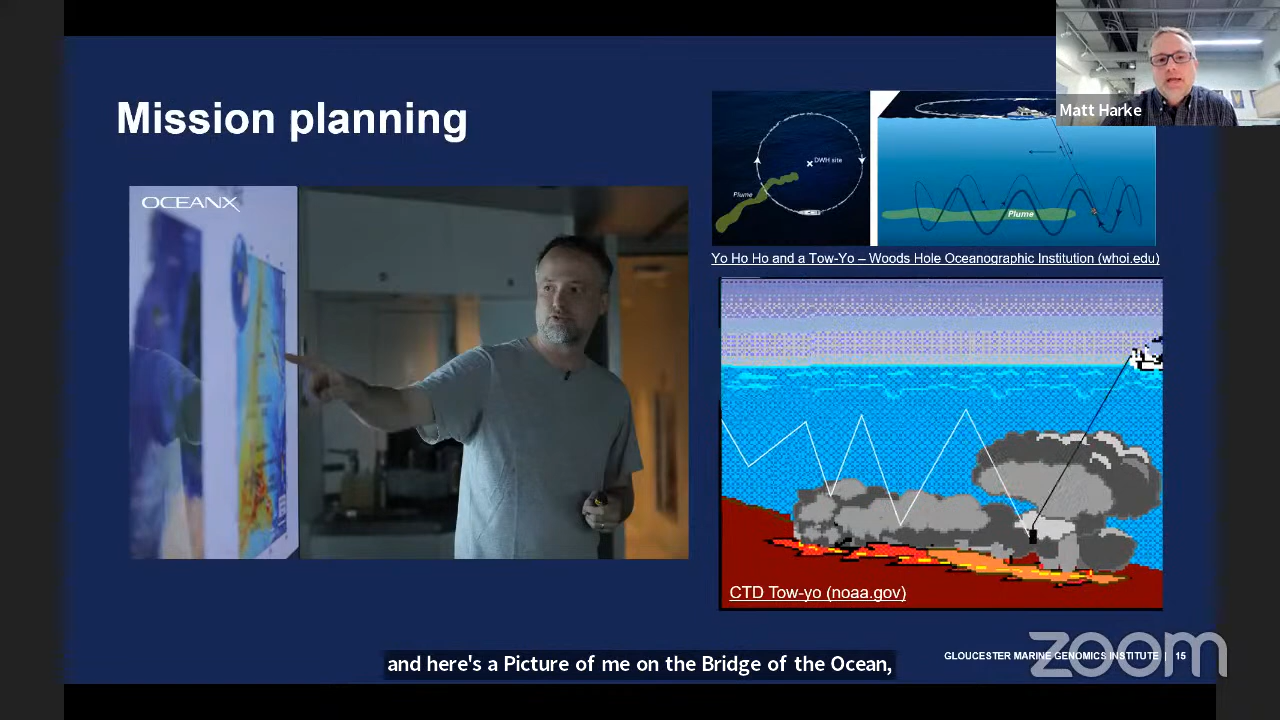 Matt Harke
Mission planning
OCEANX
DWH site
Plume
Plume
Yo Ho Ho and a Tow-Yo – Woods Hole Oceanographic Institution (whoi.edu)
CTD Tow-yo (noaa.gov)
and here's a Picture of me on the Bridge of the Ocean,
GLOUCESTER MARINE GENOMICS INSTITUTE | 15
zoom